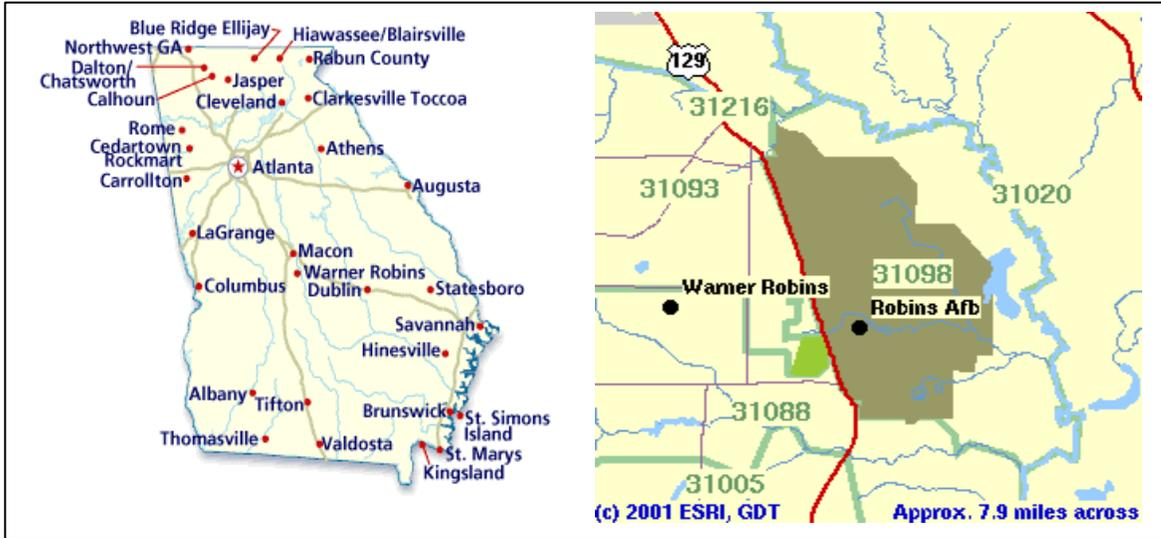 Blue Ridge Ellijay
Hiawassee/Blairsville
Northwest GA
Rabun County
Dalton/
Chatsworth
Jasper
Calhoun
Cleveland
Clarkesville Toccoa
Rome
Cedartown
Rockmart
Athens
Atlanta
Carrollton
Augusta
LaGrange
Macon
Warner Robins
Columbus
Dublin
Statesboro
Savannah
Hinesville
Albany
Tifton
Brunswick
St. Simons
Island
Thomasville
Valdosta
St. Marys
Kingsland
129
31216
31093
31020
31098
Warner Robins
Robins Afb
31088
31005
(c) 2001 ESRI, GDT
Approx. 7.9 miles across